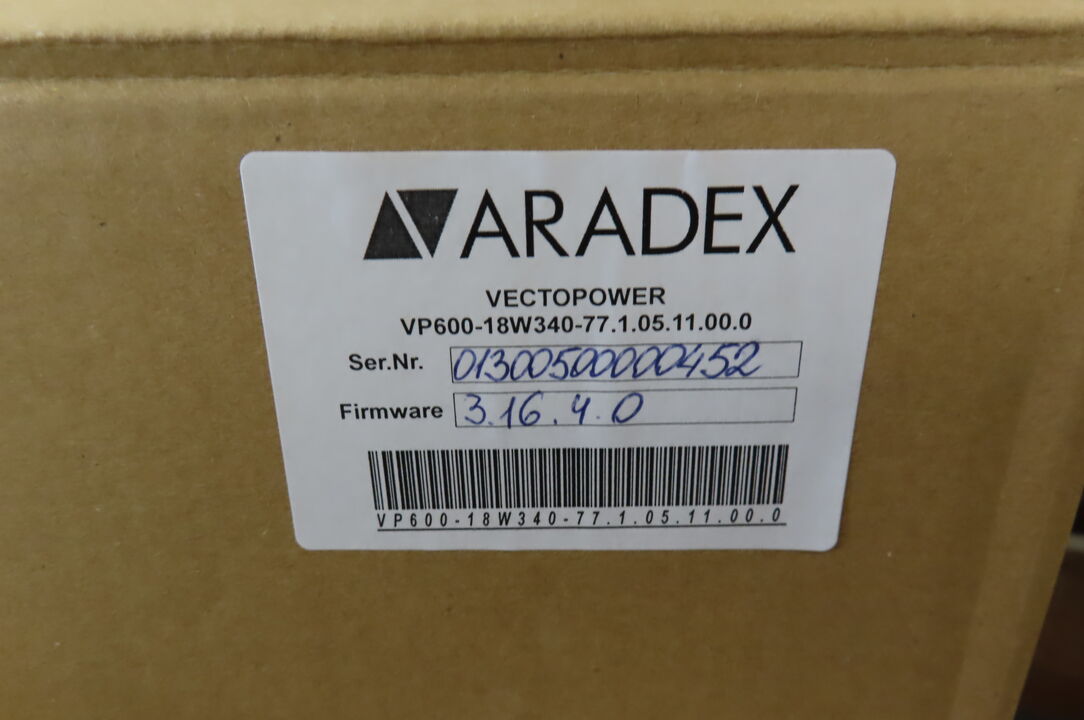 ARADEX
VECTOPOWER
VP600-18W340-77.1.05.11.00.0
Ser.Nr. 01300500000452
Firmware 3.16.4.0
VP600-18W340-77.1.05.11.00.0